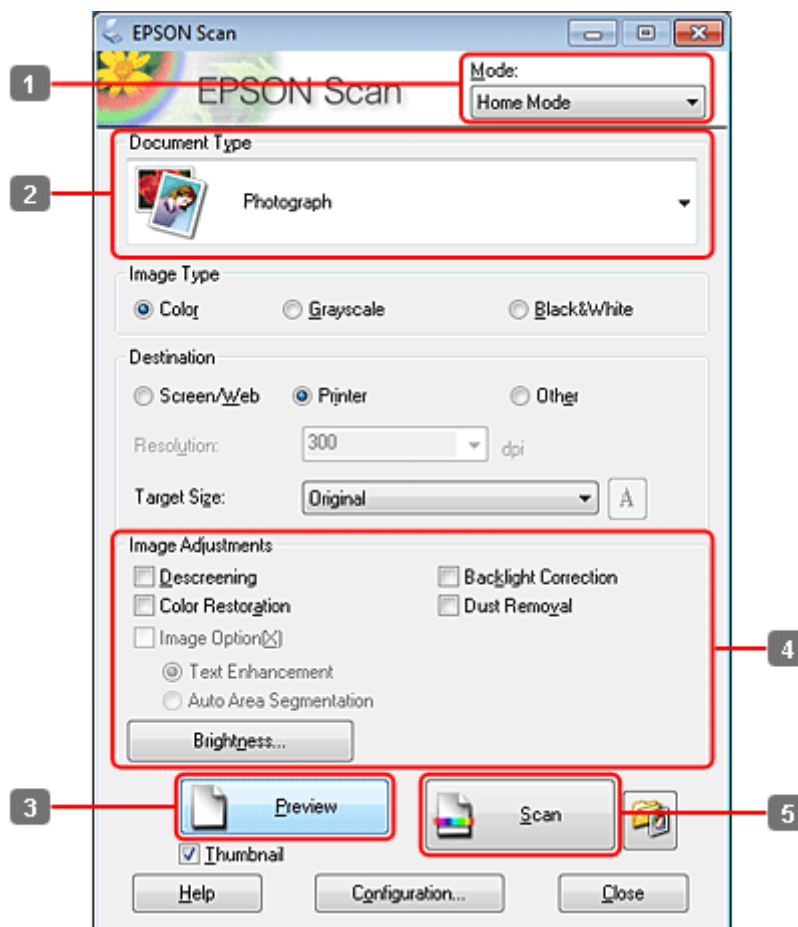 EPSON Scan
EPSON Scan
Mode:
1
Home Mode
Document Type
2
Photograph
Image Type
Color Grayscale Black&White
Destination
Screen/Web Printer Other
Resolution: 300 dpi
Target Size: Original A
Image Adjustments
Descreening Backlight Correction
Color Restoration Dust Removal
Image Option(X)
4
Text Enhancement
Auto Area Segmentation
Brightness...
3 Preview Scan 5
Thumbnail
Help Configuration... Close